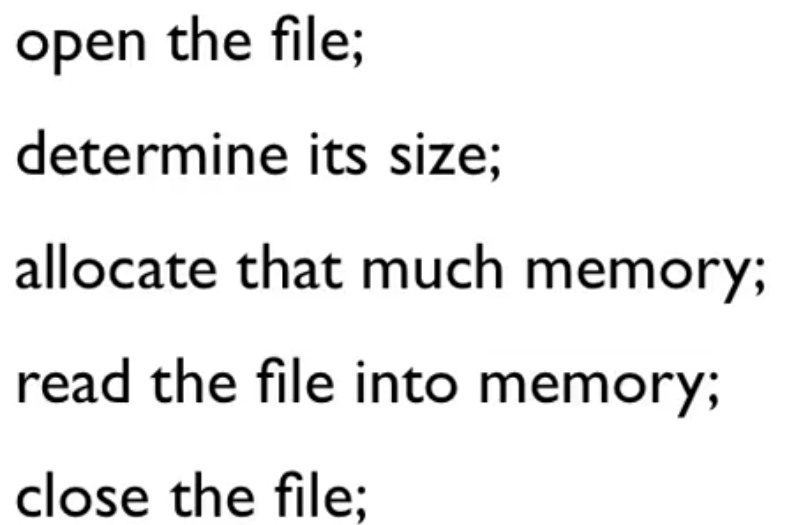 open the file;
determine its size;
allocate that much memory;
read the file into memory;
close the file;